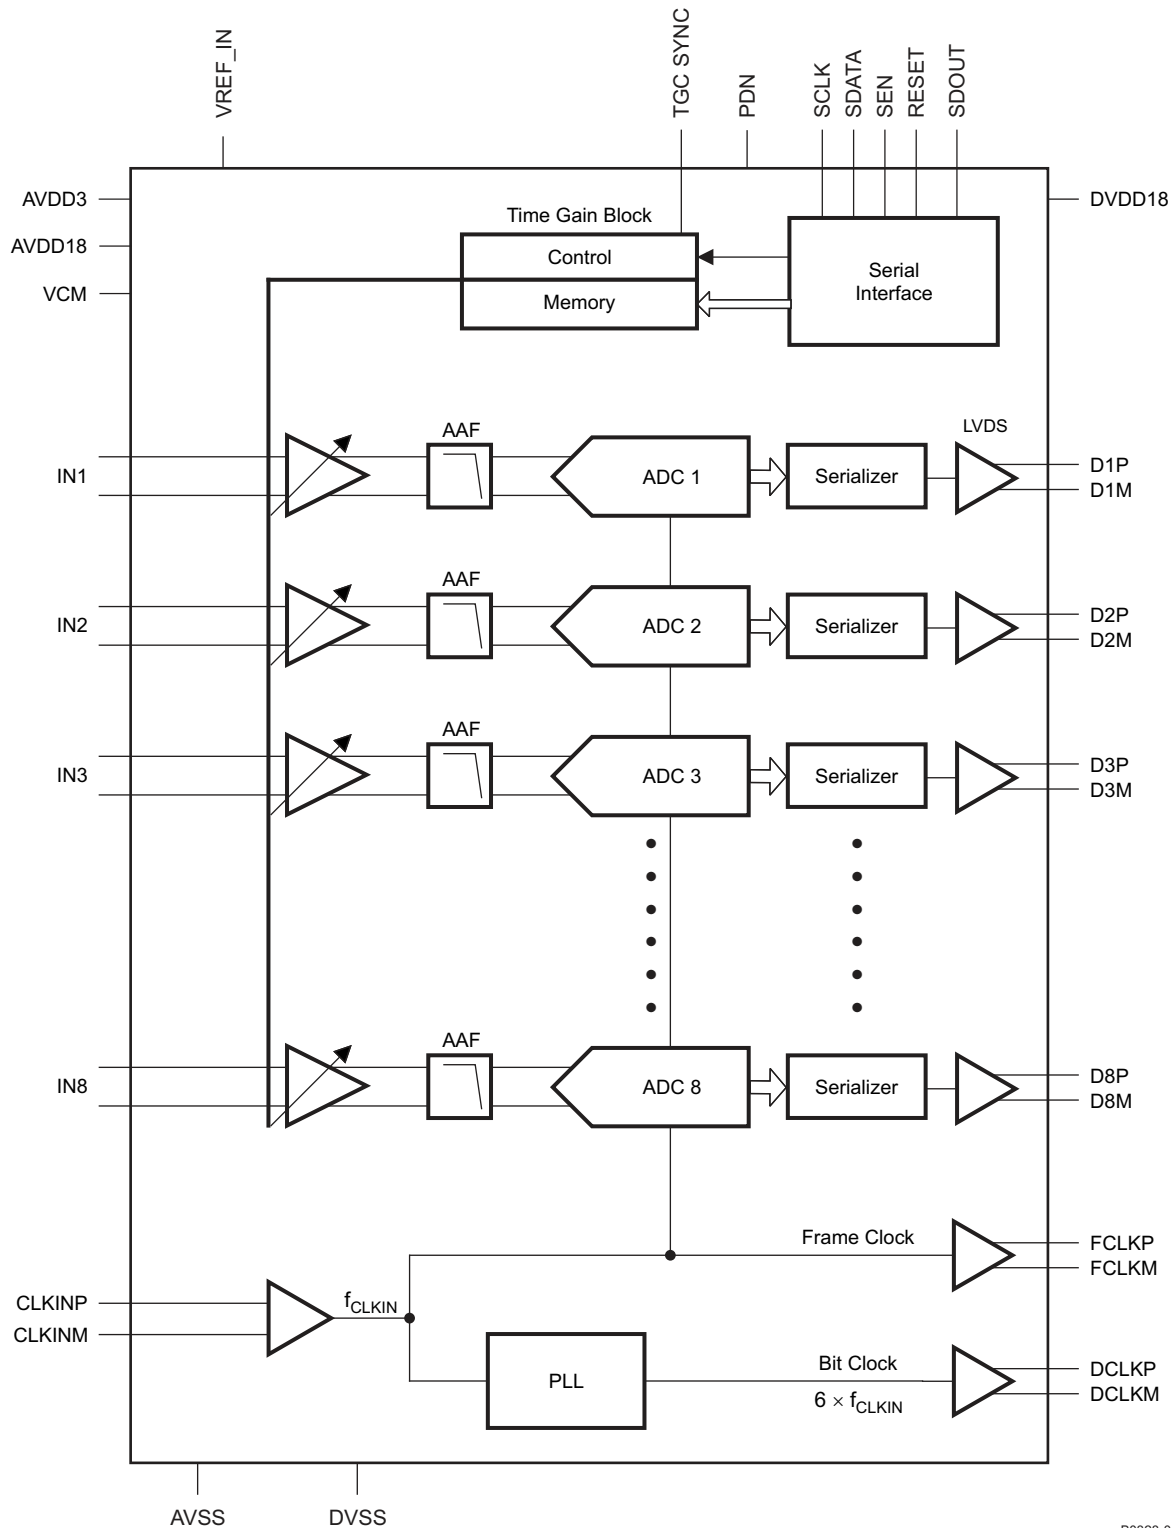 VREF_IN
TGC SYNC
PDN
SCLK
SDATA
SEN
RESET
SDOUT
AVDD3
DVDD18
AVDD18
VCM
Time Gain Block
Control
Memory
Serial
Interface
AAF
LVDS
IN1
ADC 1
Serializer
D1P
D1M
AAF
IN2
ADC 2
Serializer
D2P
D2M
AAF
IN3
ADC 3
Serializer
D3P
D3M
AAF
IN8
ADC 8
Serializer
D8P
D8M
Frame Clock
FCLKP
FCLKM
CLKINP
CLKINM
fCLKIN
PLL
Bit Clock
6 × fCLKIN
DCLKP
DCLKM
AVSS
DVSS